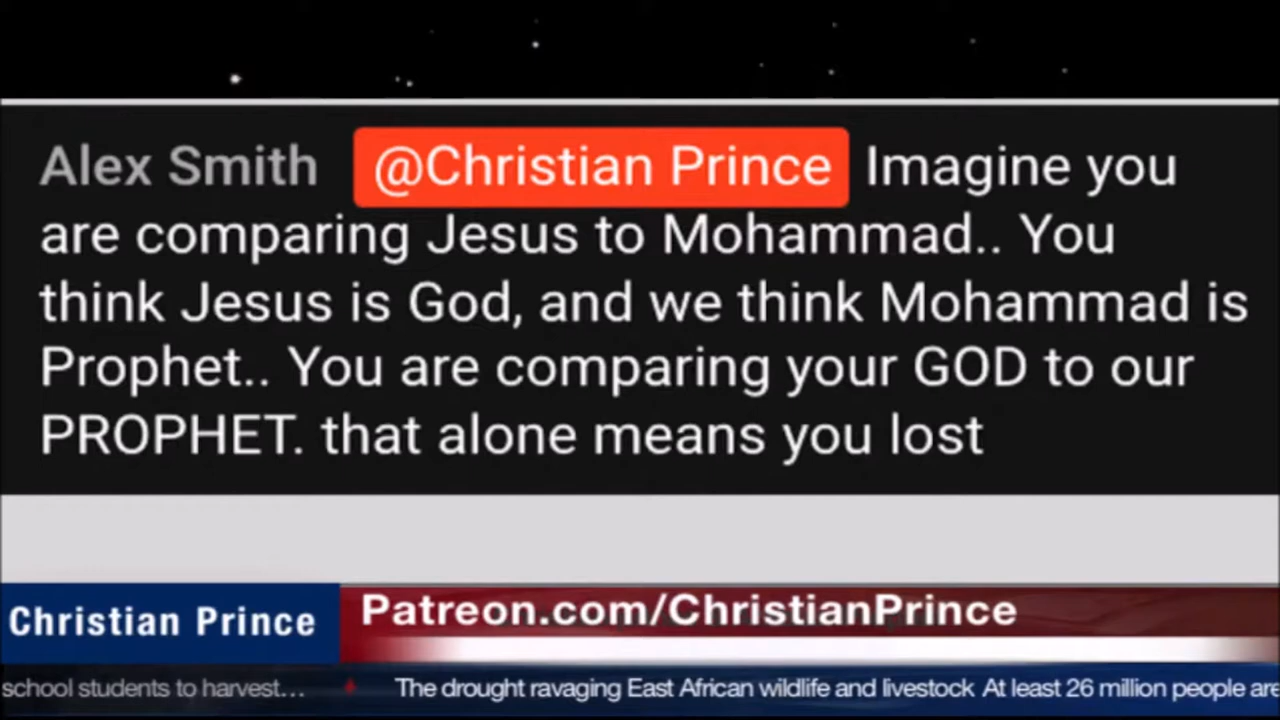 Alex Smith @Christian Prince Imagine you
are comparing Jesus to Mohammad.. You
think Jesus is God, and we think Mohammad is
Prophet.. You are comparing your GOD to our
PROPHET. that alone means you lost
Christian Prince
Patreon.com/ChristianPrince
school students to harvest... The drought ravaging East African wildlife and livestock At least 26 million people are